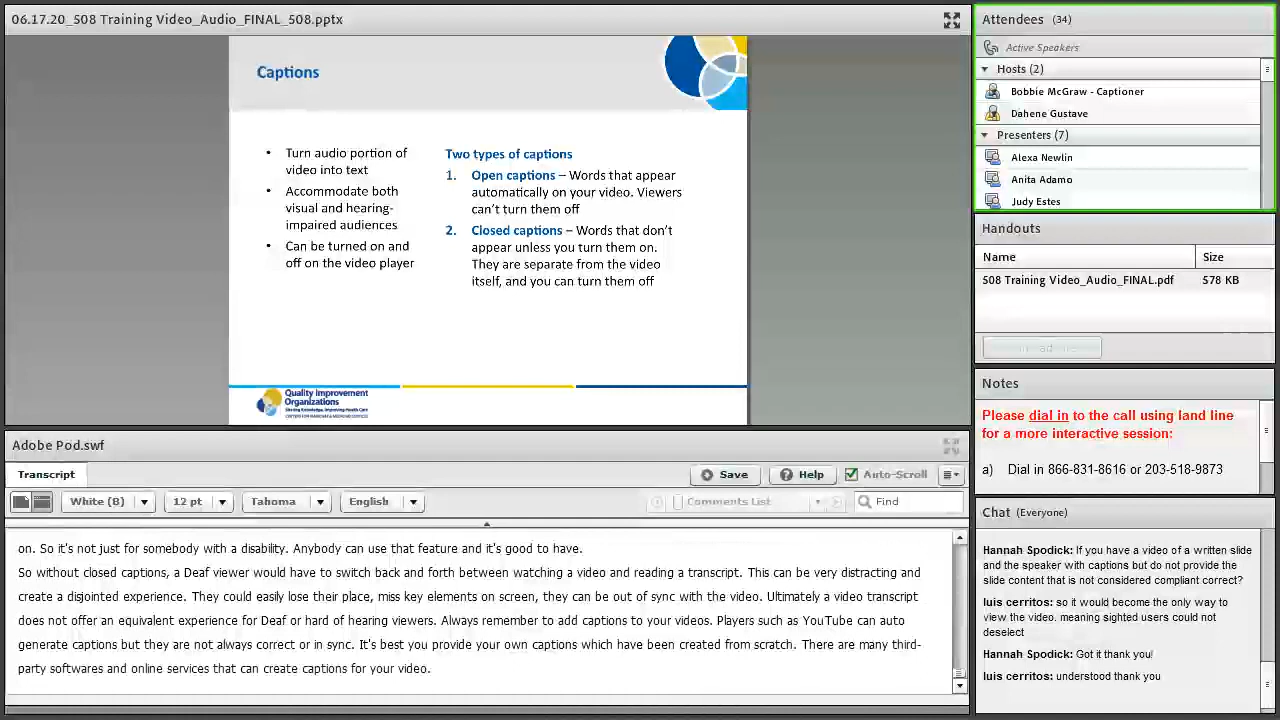 06.17.20_508 Training Video_Audio_FINAL_508.pptx
Captions
• Turn audio portion of
video into text
• Accommodate both
visual and hearing-
impaired audiences
• Can be turned on and
off on the video player
Two types of captions
1. Open captions – Words that appear
automatically on your video. Viewers
can't turn them off
2. Closed captions – Words that don't
appear unless you turn them on.
They are separate from the video
itself, and you can turn them off
Quality Improvement
Organizations
Sharing Knowledge. Improving Health Care.
CENTERS FOR MEDICARE & MEDICAID SERVICES
Adobe Pod.swf
Transcript
Save
Help
Auto-Scroll
White (B)
12 pt
Tahoma
English
Comments List
Find
on. So it's not just for somebody with a disability. Anybody can use that feature and it's good to have.
So without closed captions, a Deaf viewer would have to switch back and forth between watching a video and reading a transcript. This can be very distracting and
create a disjointed experience. They could easily lose their place, miss key elements on screen, they can be out of sync with the video. Ultimately a video transcript
does not offer an equivalent experience for Deaf or hard of hearing viewers. Always remember to add captions to your videos. Players such as YouTube can auto
generate captions but they are not always correct or in sync. It's best you provide your own captions which have been created from scratch. There are many third-
party softwares and online services that can create captions for your video.
Attendees (34)
Active Speakers
Hosts (2)
Bobbie McGraw - Captioner
Dahene Gustave
Presenters (7)
Alexa Newlin
Anita Adamo
Judy Estes
Handouts
Name Size
508 Training Video_Audio_FINAL.pdf 578 KB
Notes
Please dial in to the call using land line
for a more interactive session:
a) Dial in 866-831-8616 or 203-518-9873
Chat (Everyone)
Hannah Spodick: If you have a video of a written slide
and the speaker with captions but do not provide the
slide content that is not considered compliant correct?
luis cerritos: so it would become the only way to
view the video. meaning sighted users could not
deselect
Hannah Spodick: Got it thank you!
luis cerritos: understood thank you